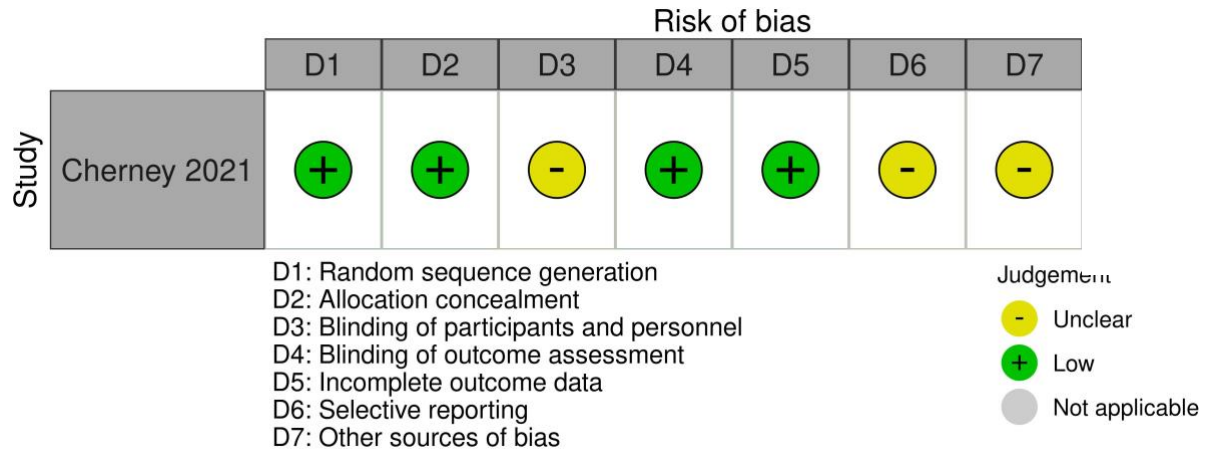 Risk of bias
D1 D2 D3 D4 D5 D6 D7
Study
Cherney 2021 + + - + + - -
D1: Random sequence generation
D2: Allocation concealment
D3: Blinding of participants and personnel
D4: Blinding of outcome assessment
D5: Incomplete outcome data
D6: Selective reporting
D7: Other sources of bias
Judgement
- Unclear
+ Low
Not applicable